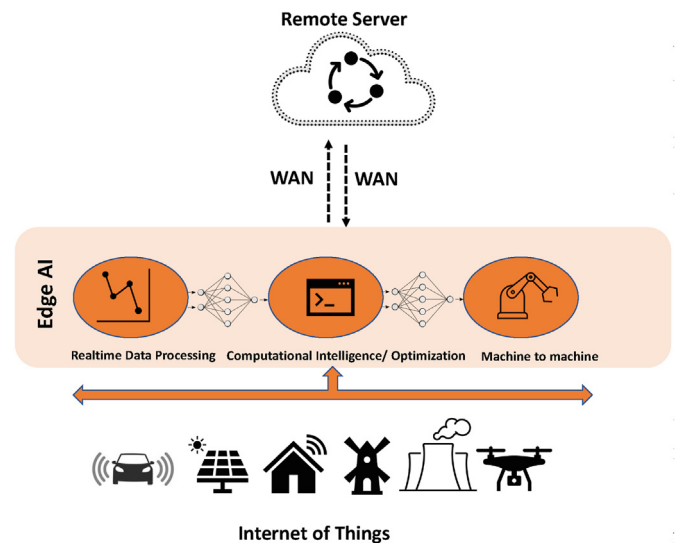 Remote Server
WAN
WAN
Edge AI
>_
Realtime Data Processing
Computational Intelligence/ Optimization
Machine to machine
Internet of Things